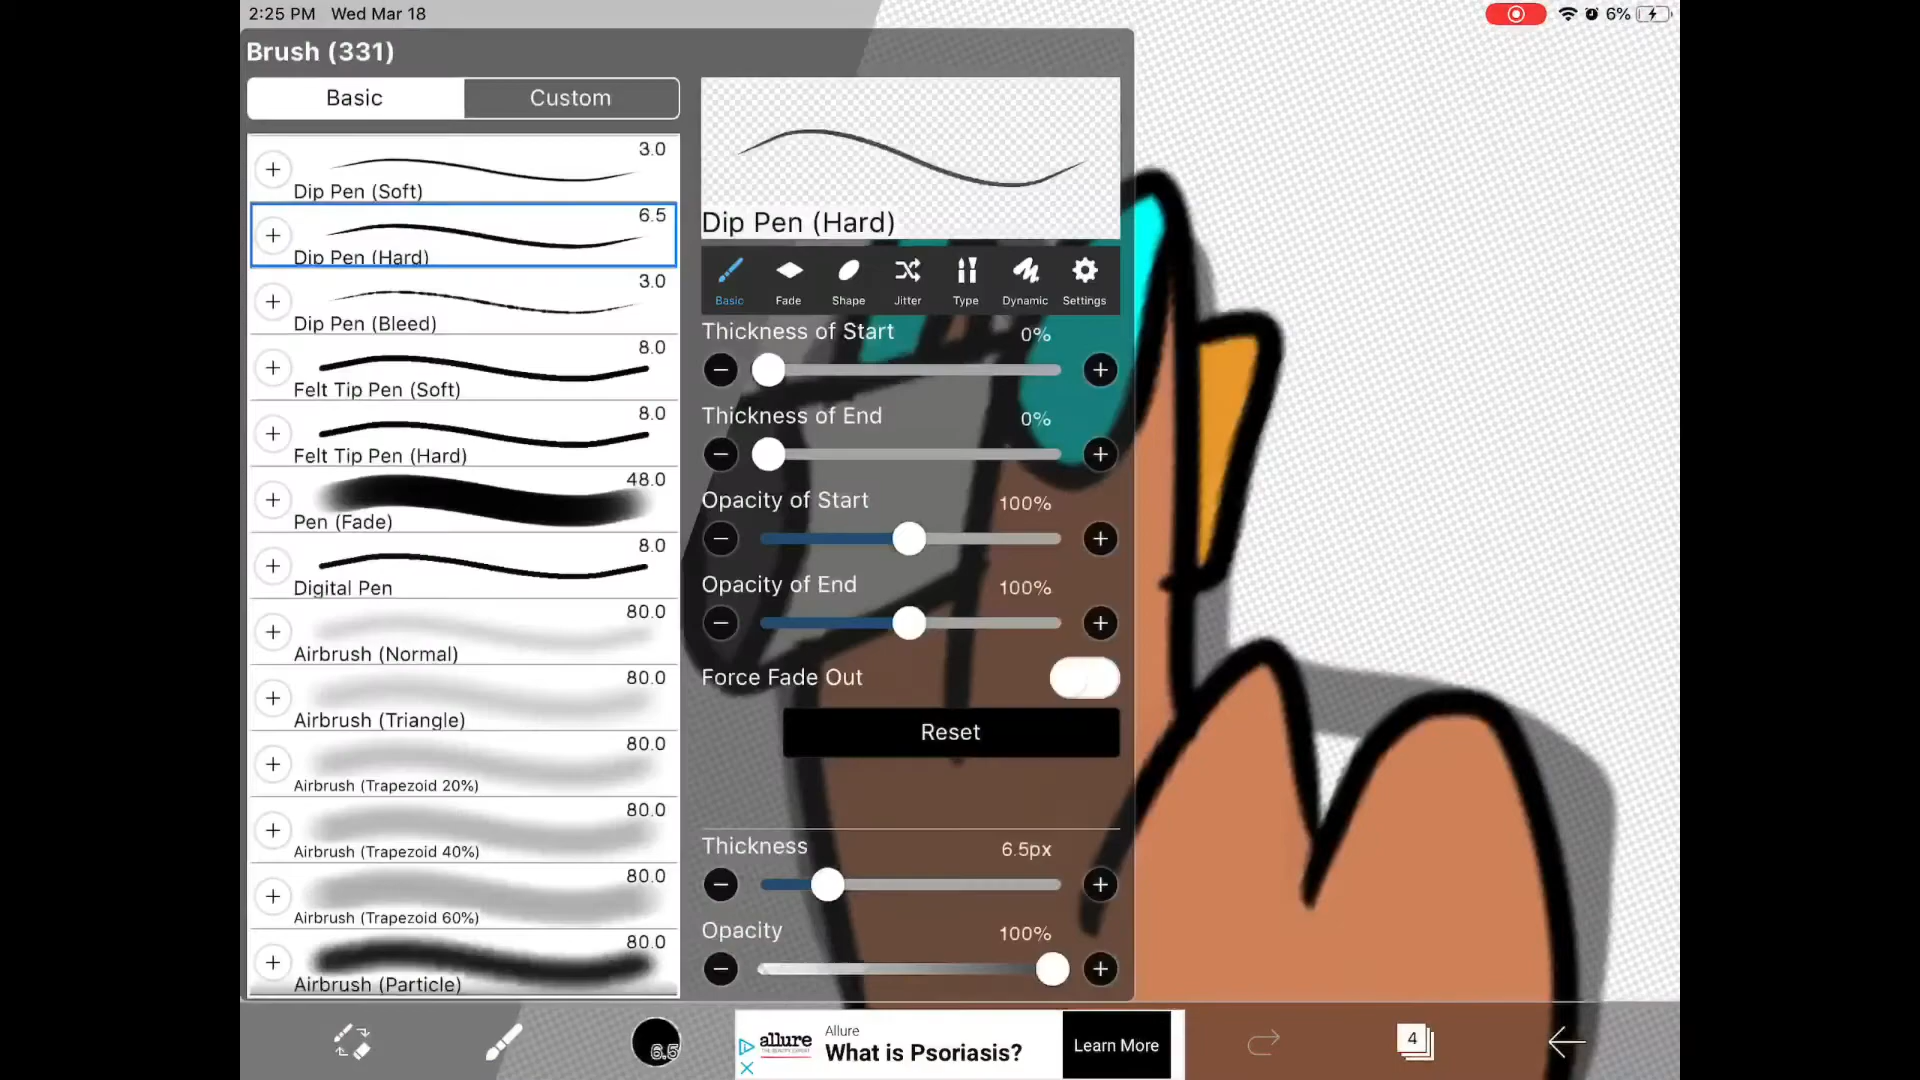 2:25 PM Wed Mar 18
6%
Brush (331)
Basic
Custom
3.0
Dip Pen (Soft)
6.5
Dip Pen (Hard)
3.0
Dip Pen (Bleed)
8.0
Felt Tip Pen (Soft)
8.0
Felt Tip Pen (Hard)
48.0
Pen (Fade)
8.0
Digital Pen
80.0
Airbrush (Normal)
80.0
Airbrush (Triangle)
80.0
Airbrush (Trapezoid 20%)
80.0
Airbrush (Trapezoid 40%)
80.0
Airbrush (Trapezoid 60%)
80.0
Airbrush (Particle)
Dip Pen (Hard)
Basic Fade Shape Jitter Type Dynamic Settings
Thickness of Start 0%
Thickness of End 0%
Opacity of Start 100%
Opacity of End 100%
Force Fade Out
Reset
Thickness 6.5px
Opacity 100%
6.5
allure
Allure
What is Psoriasis?
Learn More
4